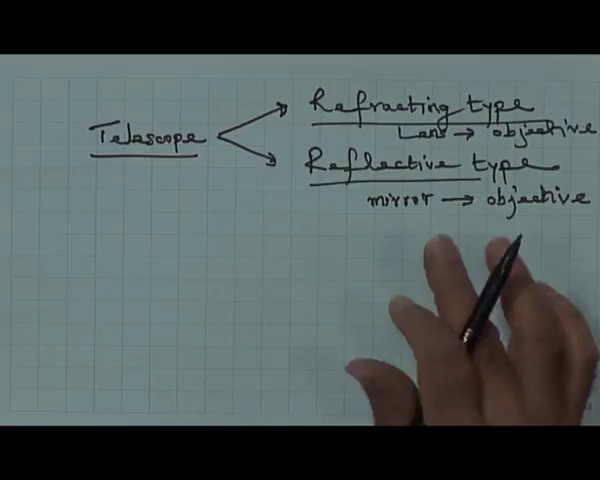 Refracting type
Lens → objective
Telescope
Reflective type
mirror → objective